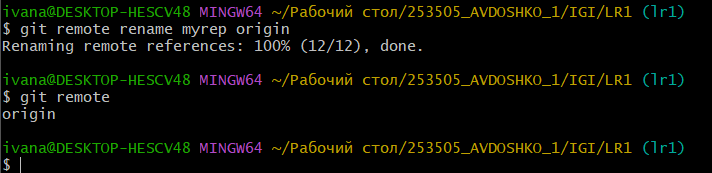 ivana@DESKTOP-HESCV48 MINGW64 ~/Рабочий стол/253505_AVDOSHKO_1/IGI/LR1 (lr1)
$ git remote rename myrep origin
Renaming remote references: 100% (12/12), done.
ivana@DESKTOP-HESCV48 MINGW64 ~/Рабочий стол/253505_AVDOSHKO_1/IGI/LR1 (lr1)
$ git remote
origin
ivana@DESKTOP-HESCV48 MINGW64 ~/Рабочий стол/253505_AVDOSHKO_1/IGI/LR1 (lr1)
$